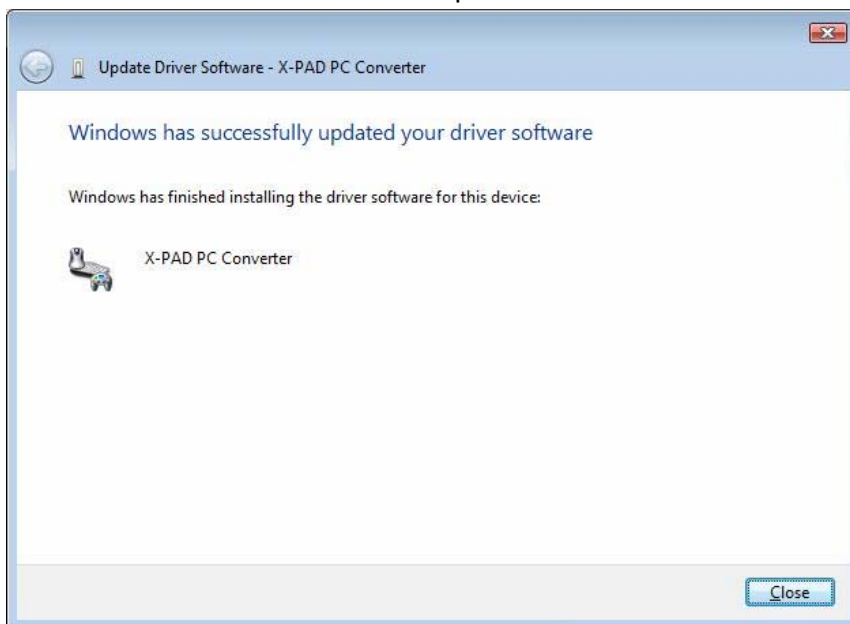 Update Driver Software - X-PAD PC Converter
Windows has successfully updated your driver software
Windows has finished installing the driver software for this device:
X-PAD PC Converter
Close